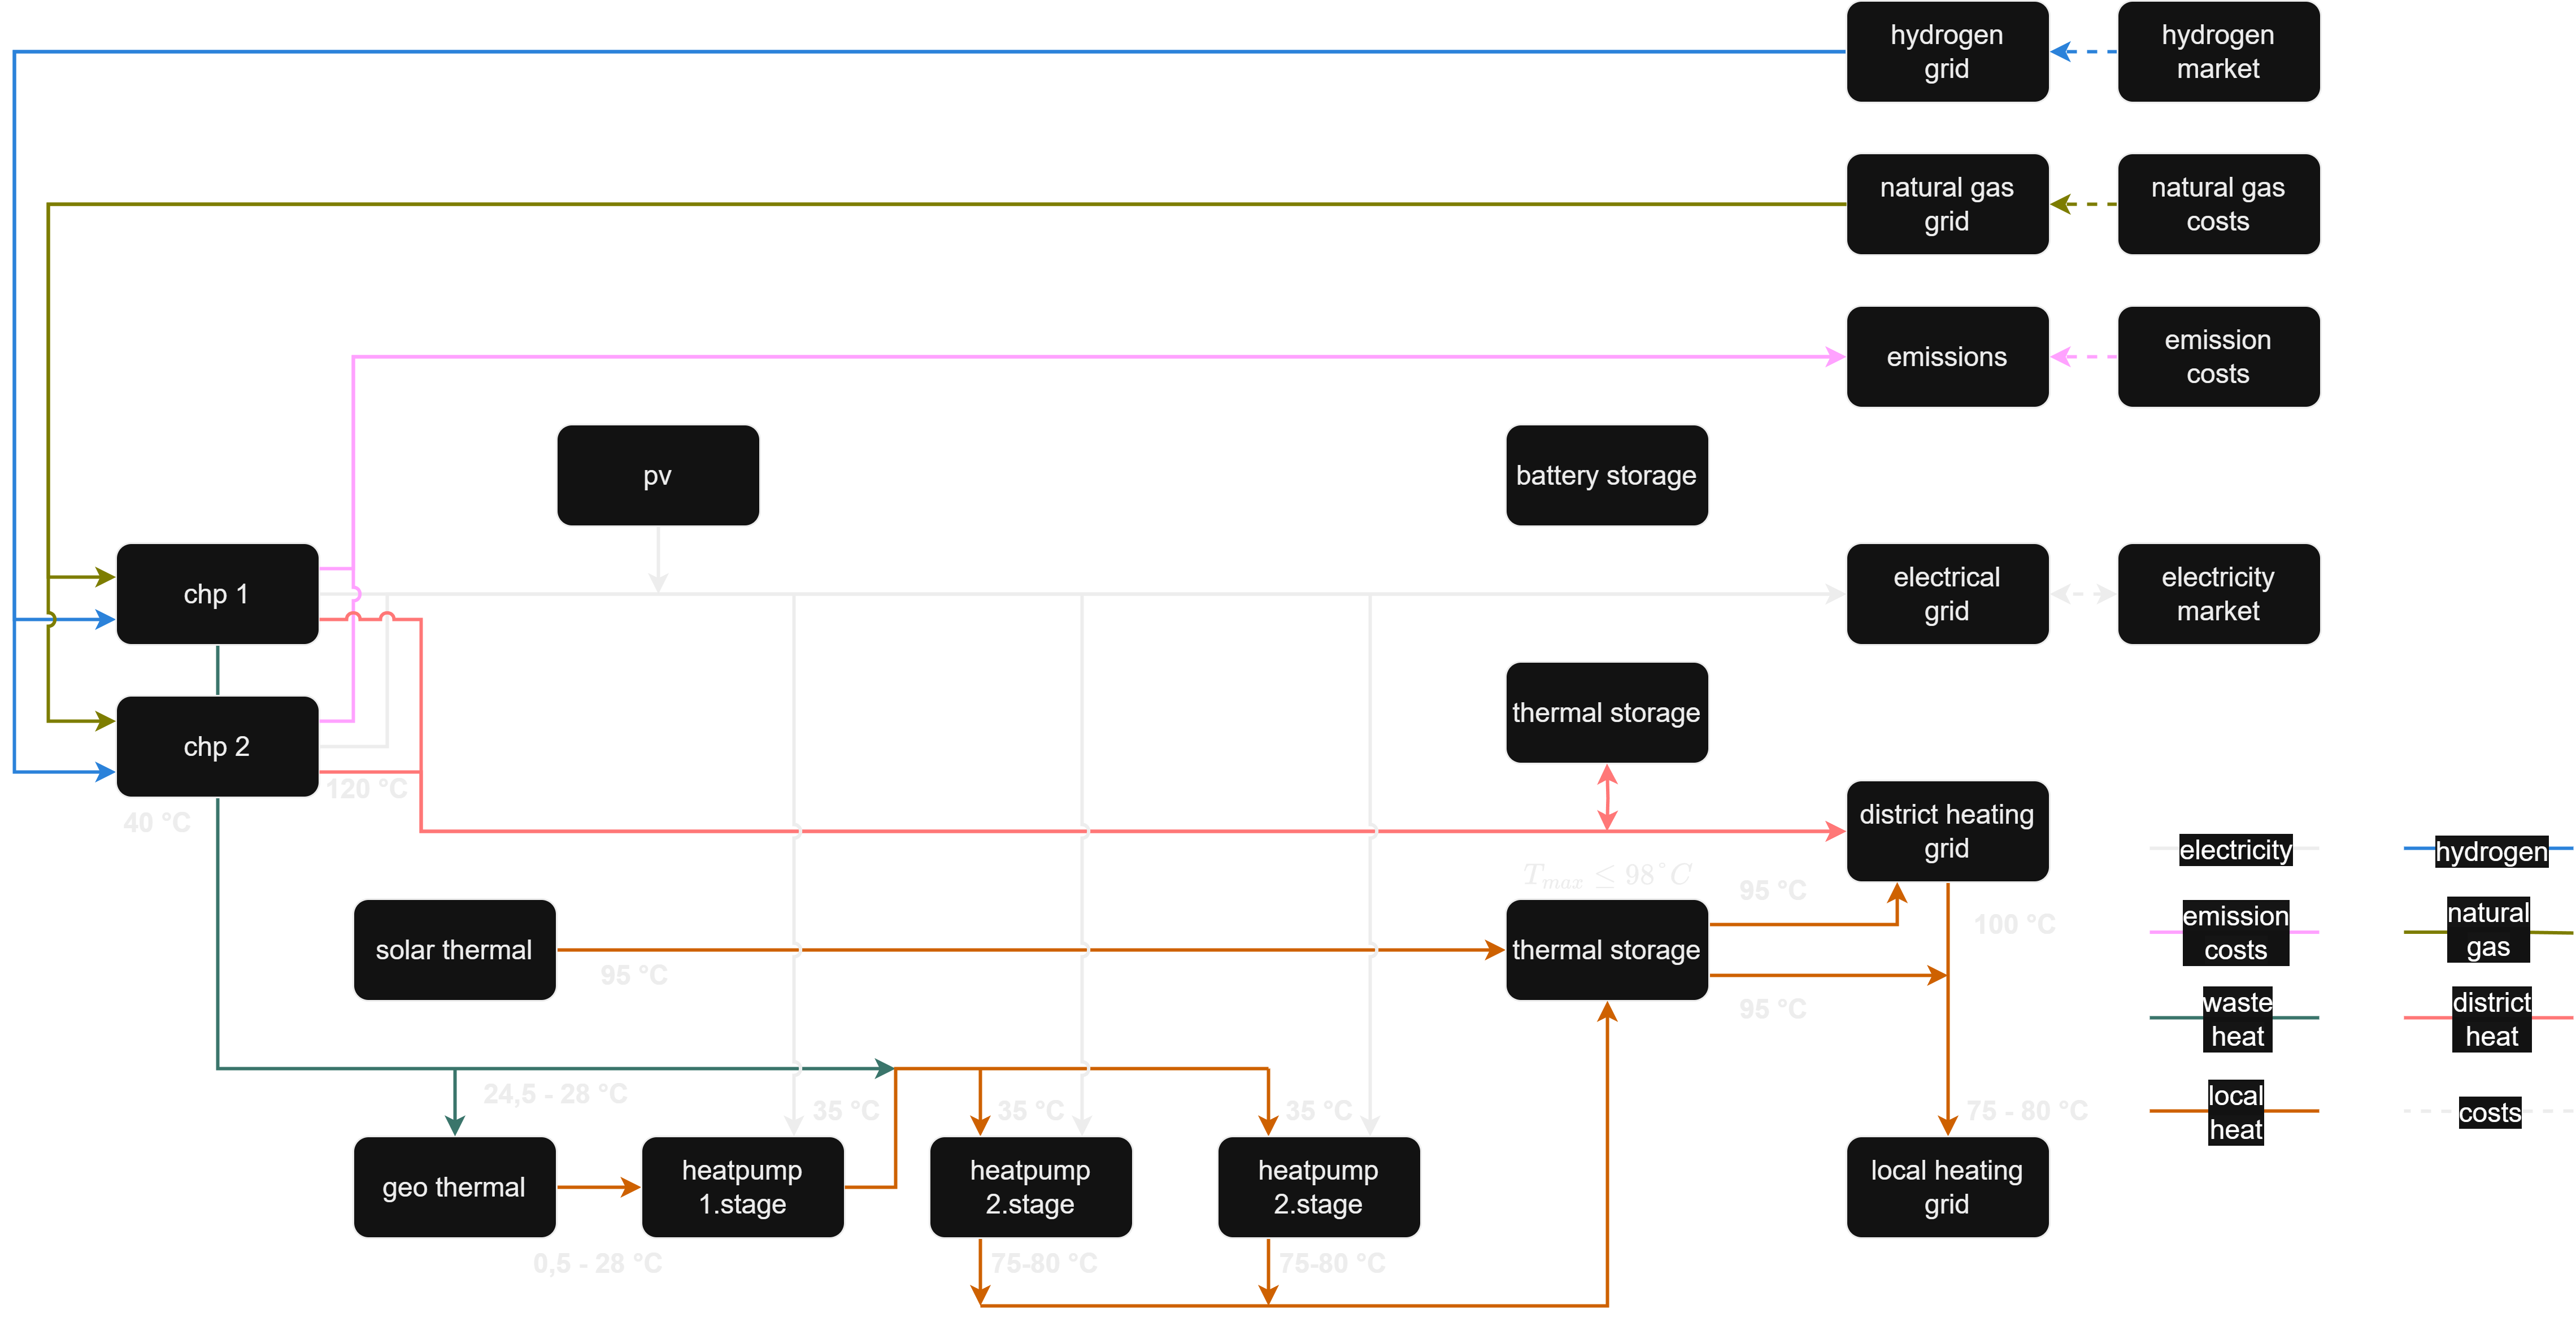 hydrogen
grid
hydrogen
market
natural gas
grid
natural gas
costs
emissions
emission
costs
pv
battery storage
chp 1
electrical
grid
electricity
market
thermal storage
chp 2
120 °C
40 °C
district heating
grid
electricity
hydrogen
T_{max} ≤ 98°C
95 °C
100 °C
solar thermal
95 °C
thermal storage
95 °C
emission
costs
natural
gas
waste
heat
district
heat
24,5 - 28 °C
35 °C
35 °C
35 °C
75 - 80 °C
local
heat
costs
geo thermal
heatpump
1.stage
heatpump
2.stage
heatpump
2.stage
local heating
grid
0,5 - 28 °C
75-80 °C
75-80 °C